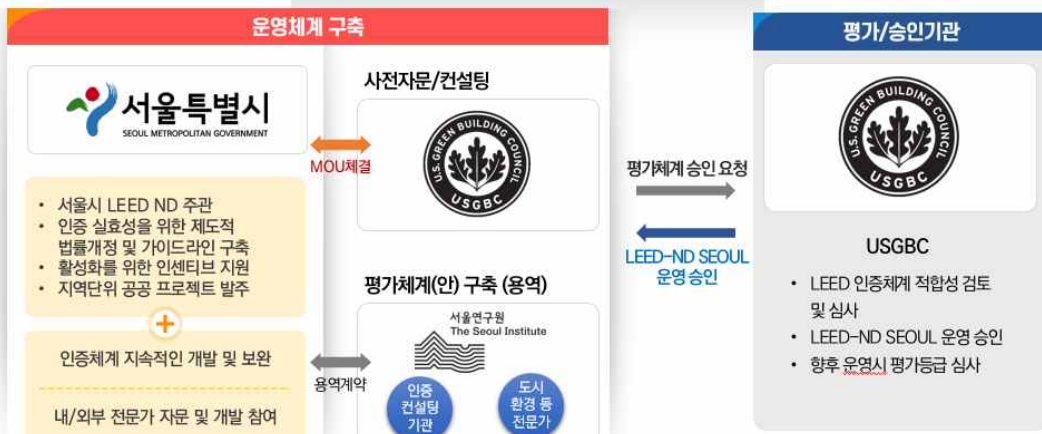 운영체계 구축
서울특별시
SEOUL METROPOLITAN GOVERNMENT
• 서울시 LEED ND 주관
• 인증 실효성을 위한 제도적
법률개정 및 가이드라인 구축
• 활성화를 위한 인센티브 지원
• 지역단위 공공 프로젝트 발주
+
인증체계 지속적인 개발 및 보완
내/외부 전문가 자문 및 개발 참여
MOU체결
용역계약
사전자문/컨설팅
U.S. GREEN BUILDING COUNCIL
USGBC
평가체계(안) 구축 (용역)
서울연구원
The Seoul Institute
인증
컨설팅
기관
도시
환경 등
전문가
평가체계 승인 요청
LEED-ND SEOUL
운영 승인
평가/승인기관
U.S. GREEN BUILDING COUNCIL
USGBC
USGBC
• LEED 인증체계 적합성 검토
및 심사
• LEED-ND SEOUL 운영 승인
• 향후 운영시 평가등급 심사